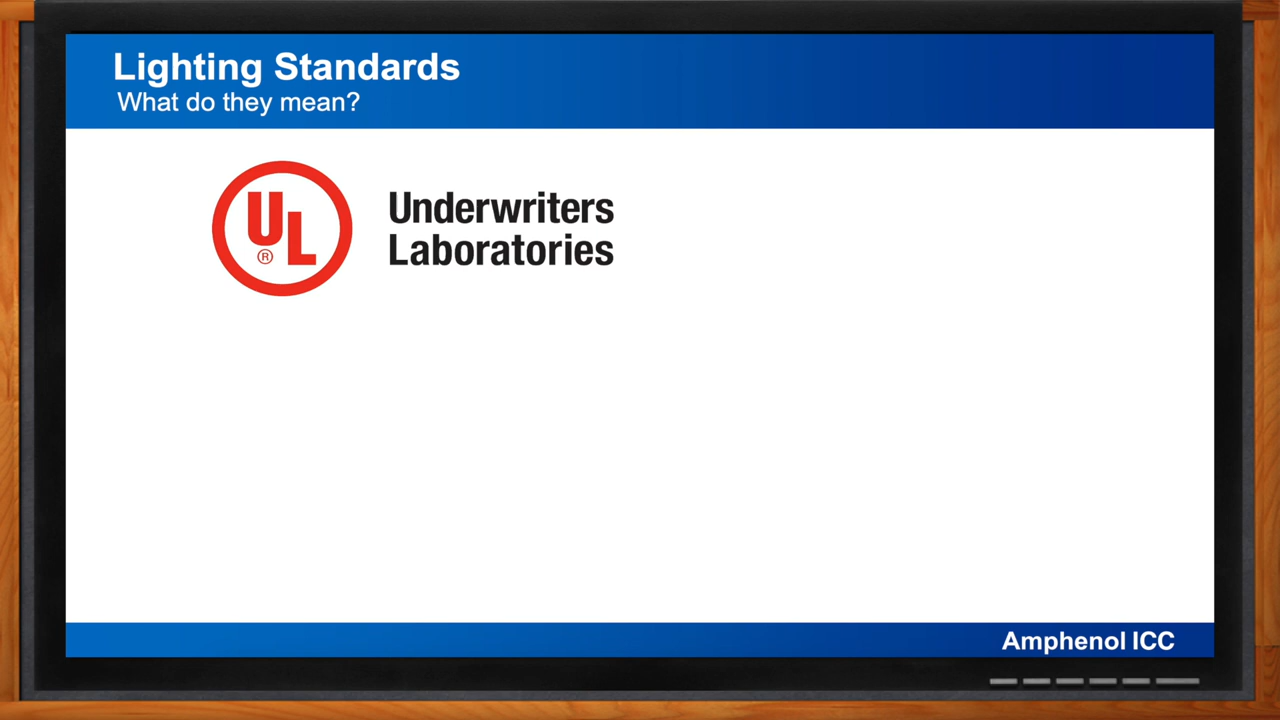 Lighting Standards
What do they mean?
UL
®
Underwriters
Laboratories
Amphenol ICC